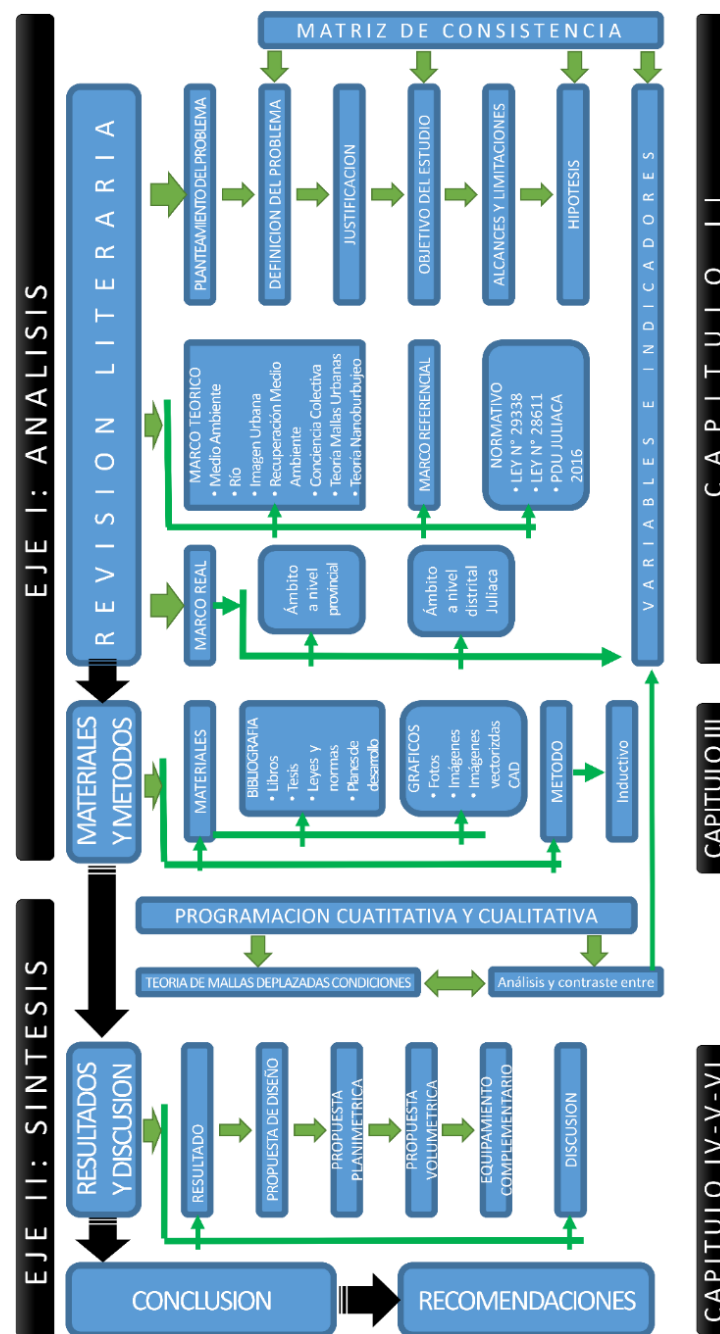 EJE I: ANALISIS
MATRIZ DE CONSISTENCIA
REVISION LITERARIA
PLANTEAMIENTO DEL PROBLEMA
DEFINICION DEL PROBLEMA
JUSTIFICACION
OBJETIVO DEL ESTUDIO
ALCANCES Y LIMITACIONES
HIPOTESIS
MARCO TEORICO
• Medio Ambiente
• Río
• Imagen Urbana
• Recuperación Medio
Ambiente
• Conciencia Colectiva
• Teoría Mallas Urbanas
• Teoría Nanoburbujeo
MARCO REFERENCIAL
NORMATIVO
• LEY N° 29338
• LEY N° 28611
• PDU JULIACA
2016
MARCO REAL
Ámbito
a nivel
provincial
Ámbito
a nivel
distrital
Juliaca
VARIABLES E INDICADORES
CAPITULO II
MATERIALES
Y METODOS
MATERIALES
BIBLIOGRAFIA
• Libros
• Tesis
• Leyes y
normas
• Planes de
desarrollo
GRAFICOS
• Fotos
• Imágenes
• Imágenes
vectorizdas
CAD
METODO
Inductivo
CAPITULO III
EJE II: SINTESIS
PROGRAMACION CUATITATIVA Y CUALITATIVA
TEORIA DE MALLAS DEPLAZADAS CONDICIONES
Análisis y contraste entre
RESULTADOS
Y DISCUSION
RESULTADO
PROPUESTA DE DISEÑO
PROPUESTA
PLANIMETRICA
PROPUESTA
VOLUMETRICA
EQUIPAMIENTO
COMPLEMENTARIO
DISCUSION
CONCLUSION
RECOMENDACIONES
CAPITULO IV-V-VI